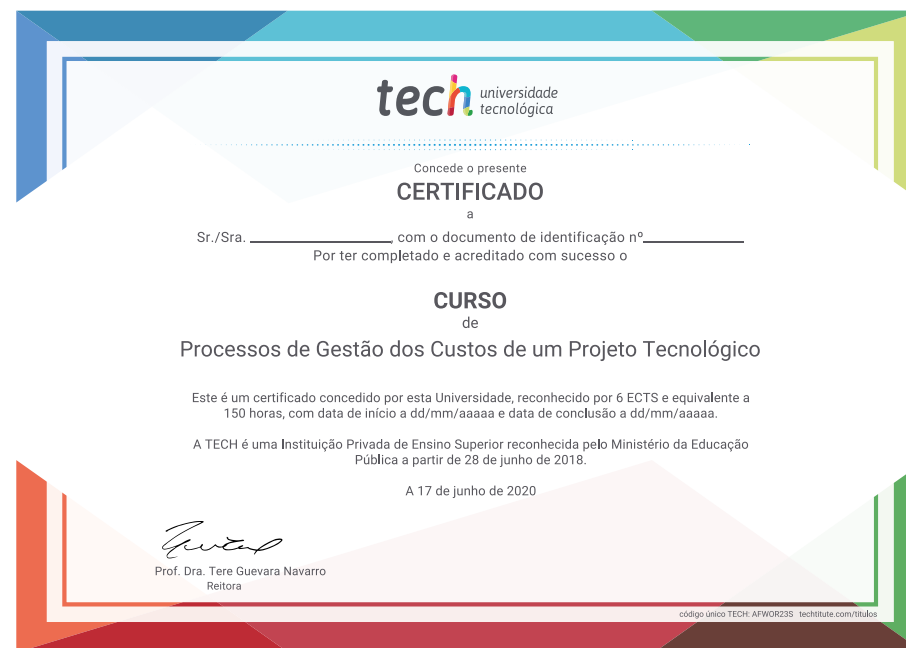 tech universidade
tecnológica
Concede o presente
CERTIFICADO
a
Sr./Sra. , com o documento de identificação nº
Por ter completado e acreditado com sucesso o
CURSO
de
Processos de Gestão dos Custos de um Projeto Tecnológico
Este é um certificado concedido por esta Universidade, reconhecido por 6 ECTS e equivalente a
150 horas, com data de início a dd/mm/aaaaa e data de conclusão a dd/mm/aaaaa.
A TECH é uma Instituição Privada de Ensino Superior reconhecida pelo Ministério da Educação
Pública a partir de 28 de junho de 2018.
A 17 de junho de 2020
Prof. Dra. Tere Guevara Navarro
Reitora
código único TECH: AFWOR23S techtitute.com/titulos